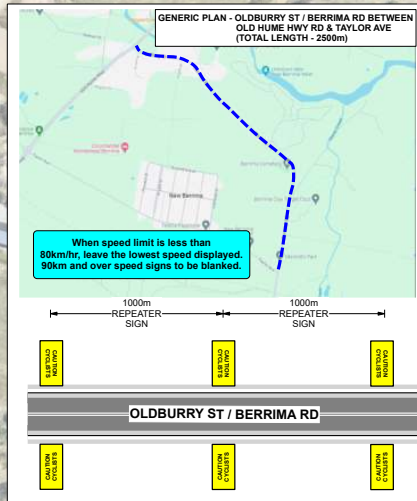 GENERIC PLAN - OLDBURRY ST / BERRIMA RD BETWEEN
OLD HUME HWY RD & TAYLOR AVE
(TOTAL LENGTH - 2500m)
New Berrima
When speed limit is less than
80km/hr, leave the lowest speed displayed.
90km and over speed signs to be blanked.
1000m
REPEATER
SIGN
1000m
REPEATER
SIGN
CAUTION
CYCLISTS
CAUTION
CYCLISTS
CAUTION
CYCLISTS
OLDBURRY ST / BERRIMA RD
CAUTION
CYCLISTS
CAUTION
CYCLISTS
CAUTION
CYCLISTS